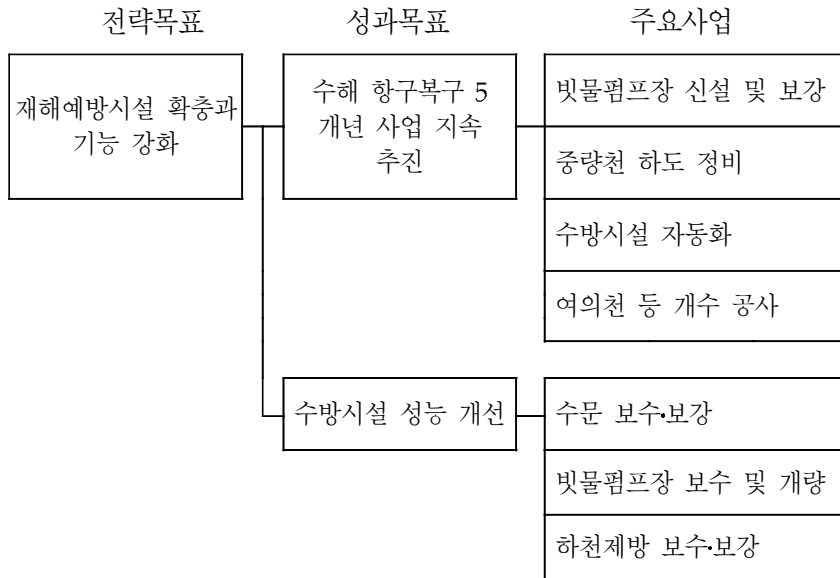 전략목표
성과목표
주요사업
재해예방시설 확충과
기능 강화
수해 항구복구 5
개년 사업 지속
추진
빗물펌프장 신설 및 보강
중량천 하도 정비
수방시설 자동화
여의천 등 개수 공사
수방시설 성능 개선
수문 보수·보강
빗물펌프장 보수 및 개량
하천제방 보수·보강